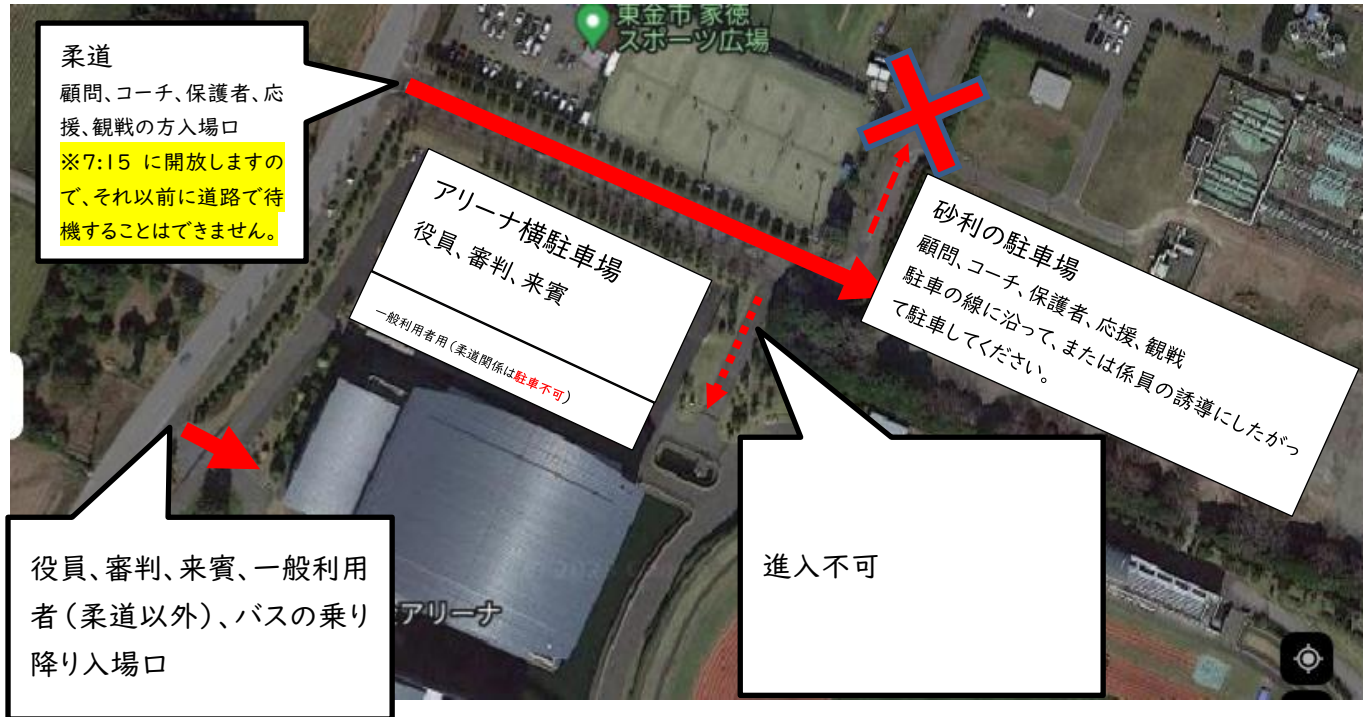 東金市 家徳
スポーツ広場
柔道
顧問、コーチ、保護者、応
援、観戦の方入場口
※7:15 に開放しますの
で、それ以前に道路で待
機することはできません。
アリーナ横駐車場
役員、審判、来賓
一般利用者用(柔道関係は駐車不可)
砂利の駐車場
顧問、コーチ、保護者、応援、観戦
駐車の線に沿って、または係員の誘導にしたがっ
て駐車してください。
進入不可
役員、審判、来賓、一般利用
者(柔道以外)、バスの乗り
降り入場口
アリーナ